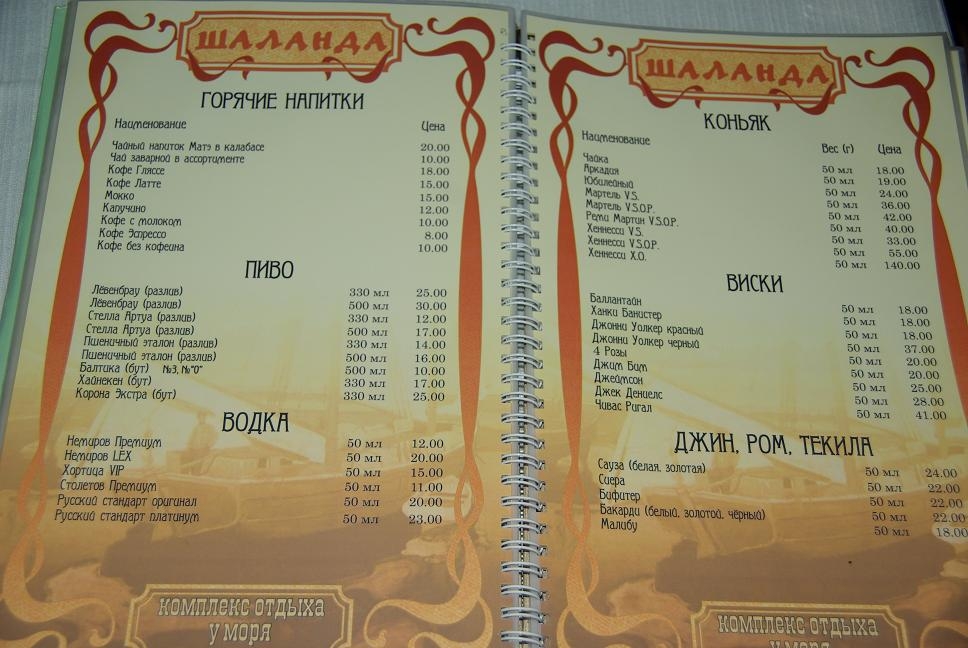 ШАЛАНДА
ГОРЯЧИЕ НАПИТКИ
Наименование Цена
Чайный напиток Матэ в калабасе 20.00
Чай заварной в ассортименте 10.00
Кофе Гляссе 18.00
Кофе Латте 15.00
Мокко 15.00
Капучино 12.00
Кофе с молоком 10.00
Кофе Эспрессо 8.00
Кофе без кофеина 10.00
ПИВО
Лёвенбрау (разлив) 330 мл 25.00
Лёвенбрау (разлив) 500 мл 30.00
Стелла Артуа (разлив) 330 мл 12.00
Стелла Артуа (разлив) 500 мл 17.00
Пшеничный эталон (разлив) 330 мл 14.00
Пшеничный эталон (разлив) 500 мл 16.00
Балтика (бут) №3, №"0" 500 мл 10.00
Хайнекен (бут) 330 мл 17.00
Корона Экстра (бут) 330 мл 25.00
ВОДКА
Немиров Премиум 50 мл 12.00
Немиров LEX 50 мл 20.00
Хортица VIP 50 мл 15.00
Столетов Премиум 50 мл 11.00
Русский стандарт оригинал 50 мл 20.00
Русский стандарт платинум 50 мл 23.00
комплекс отдыха
у моря
ШАЛАНДА
КОНЬЯК
Наименование Вес (г) Цена
Чайка 50 мл 18.00
Аркадия 50 мл 19.00
Юбилейный 50 мл 24.00
Мартель V.S. 50 мл 36.00
Мартель V.S.O.P. 50 мл 42.00
Реми Мартин V.S.O.P. 50 мл 40.00
Хеннесси V.S. 50 мл 33.00
Хеннесси V.S.O.P. 50 мл 55.00
Хеннесси X.O. 50 мл 140.00
ВИСКИ
Баллантайн 50 мл 18.00
Ханки Банистер 50 мл 18.00
Джонни Уолкер красный 50 мл 18.00
Джонни Уолкер черный 50 мл 37.00
4 Розы 50 мл 20.00
Джим Бим 50 мл 20.00
Джеймсон 50 мл 25.00
Джек Дениелс 50 мл 28.00
Чивас Ригал 50 мл 41.00
ДЖИН, РОМ, ТЕКИЛА
Сауза (белая, золотая) 50 мл 24.00
Сиера 50 мл 22.00
Бифитер 50 мл 22.00
Бакарди (белый, золотой, чёрный) 50 мл 22.00
Малибу 50 мл 18.00
комплекс отдыха
у моря